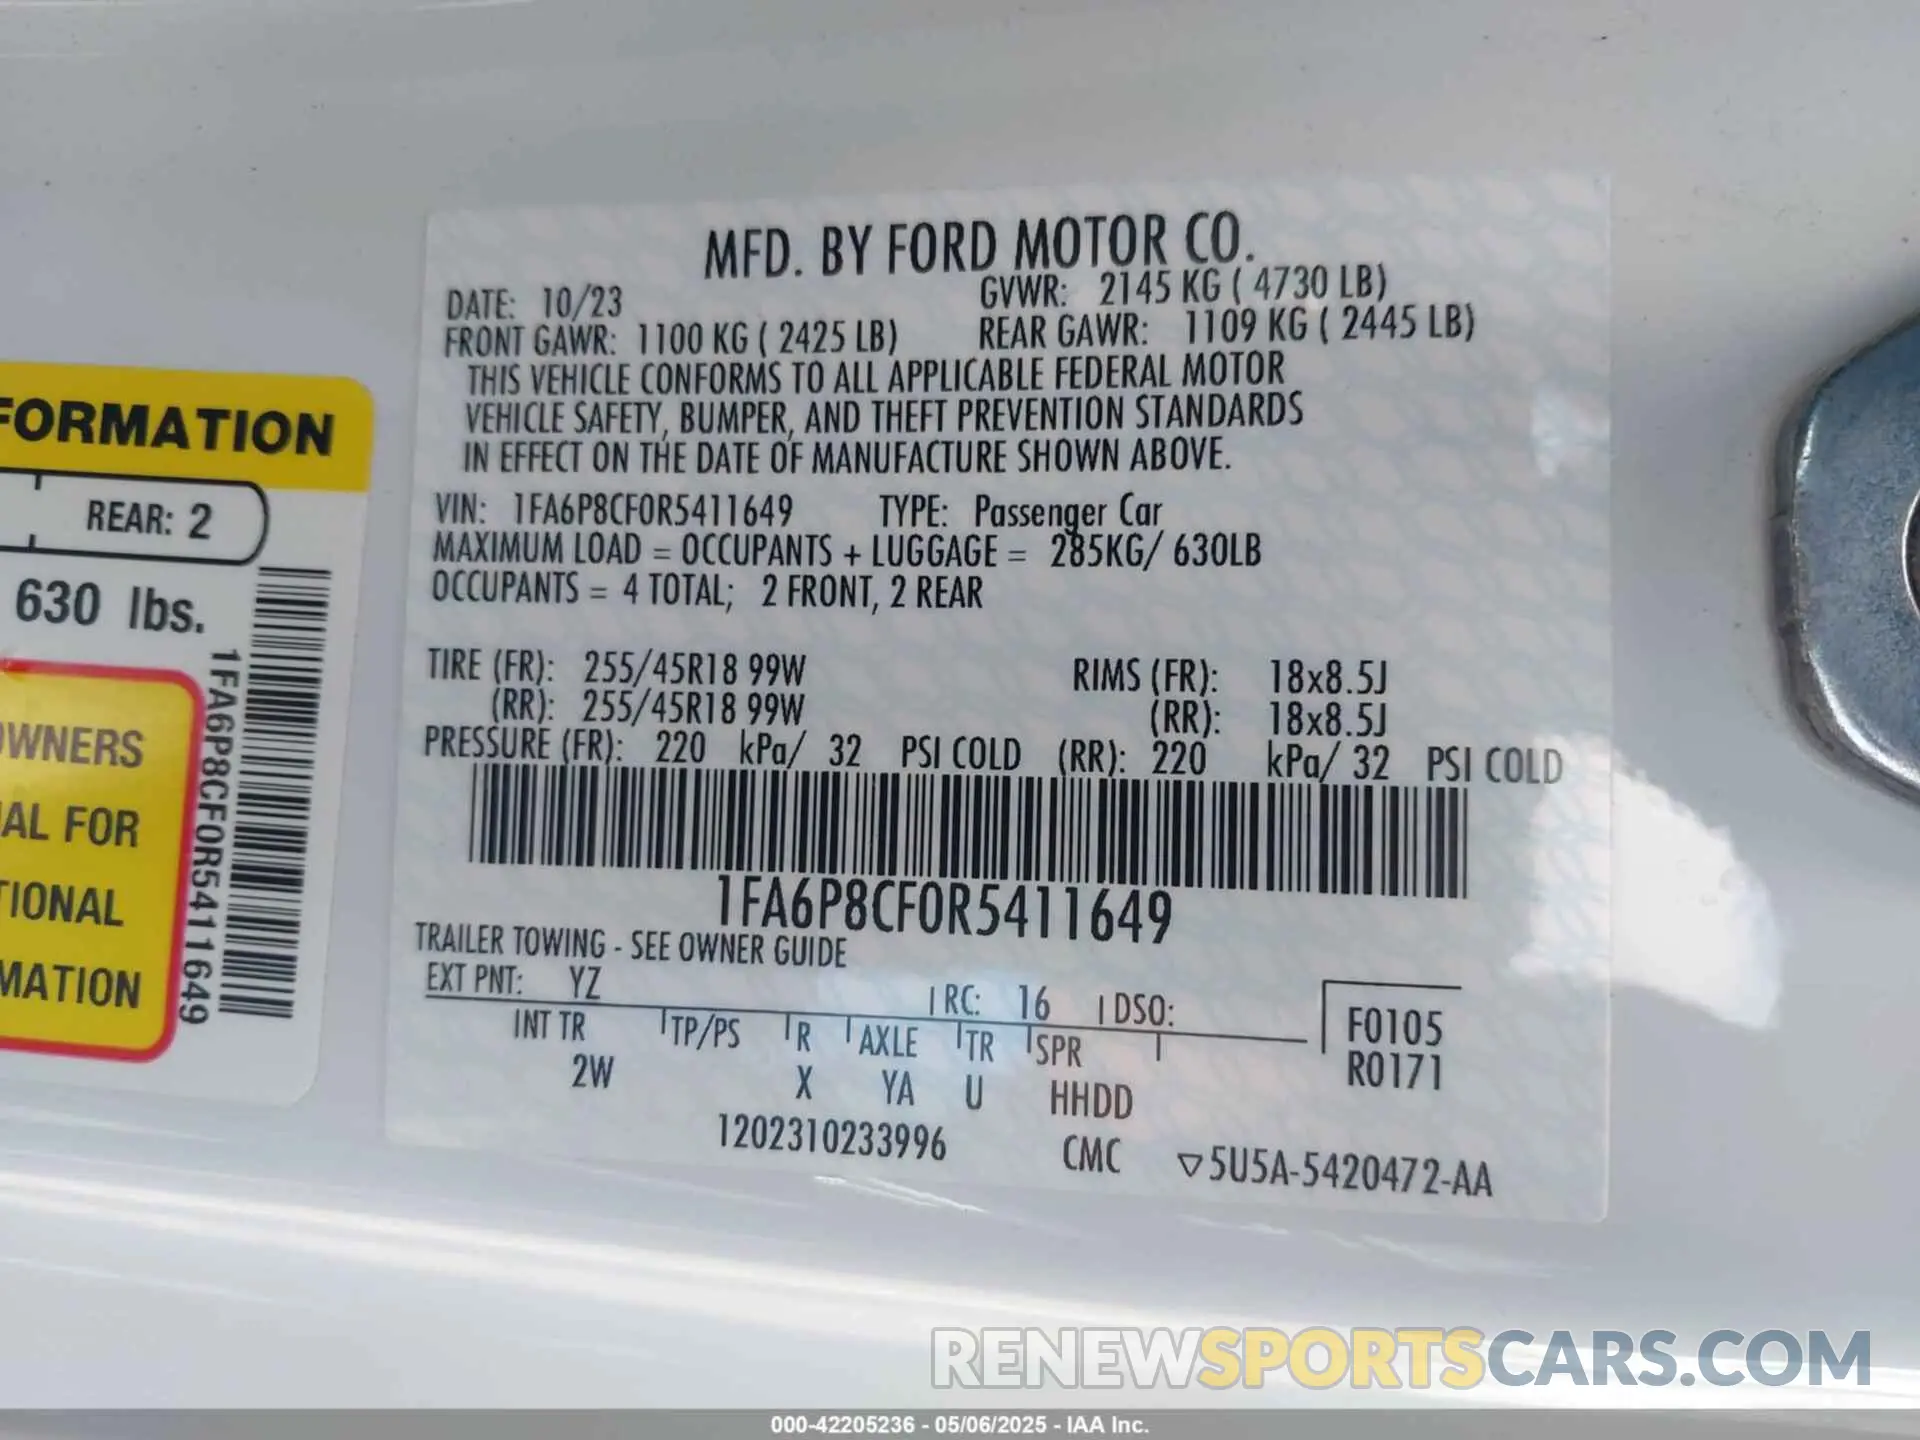 MFD. BY FORD MOTOR CO.
DATE: 10/23 GVWR: 2145 KG ( 4730 LB)
FRONT GAWR: 1100 KG ( 2425 LB) REAR GAWR: 1109 KG ( 2445 LB)
THIS VEHICLE CONFORMS TO ALL APPLICABLE FEDERAL MOTOR
VEHICLE SAFETY, BUMPER, AND THEFT PREVENTION STANDARDS
IN EFFECT ON THE DATE OF MANUFACTURE SHOWN ABOVE.
VIN: 1FA6P8CF0R5411649 TYPE: Passenger Car
MAXIMUM LOAD = OCCUPANTS + LUGGAGE = 285KG/ 630LB
OCCUPANTS = 4 TOTAL; 2 FRONT, 2 REAR
TIRE (FR): 255/45R18 99W RIMS (FR): 18x8.5J
(RR): 255/45R18 99W (RR): 18x8.5J
PRESSURE (FR): 220 kPa/ 32 PSI COLD (RR): 220 kPa/ 32 PSI COLD
1FA6P8CF0R5411649
TRAILER TOWING - SEE OWNER GUIDE
EXT PNT: YZ RC: 16 DSO:
INT TR TP/PS R AXLE TR SPR
2W X YA U HHDD
F0105
R0171
1202310233996 CMC ▽5U5A-5420472-AA
FORMATION
REAR: 2
630 lbs.
OWNERS
AL FOR
TIONAL
MATION
1FA6P8CF0R5411649
RENEWSPORTSCARS.COM
000-42205236 - 05/06/2025 - IAA Inc.